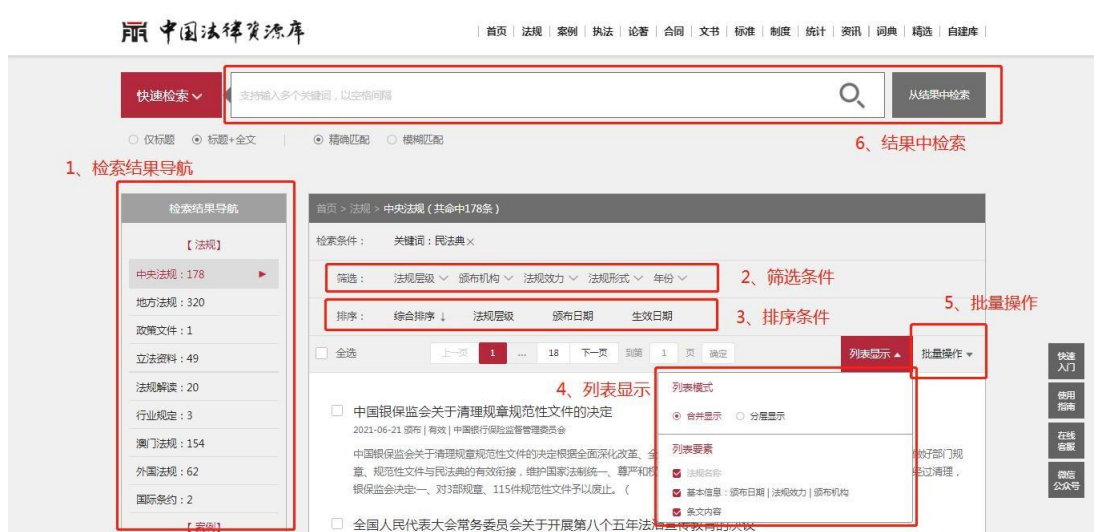 中国法律资源库
首页 | 法规 | 案例 | 执法 | 论著 | 合同 | 文书 | 标准 | 制度 | 统计 | 资讯 | 词典 | 精选 | 自建库 |
快速检索
支持输入多个关键词，以空格间隔
从结果中检索
仅标题 标题+全文 | 精确匹配 模糊匹配
6、结果中检索
1、检索结果导航
检索结果导航
【 法规】
中央法规：178
地方法规：320
政策文件：1
立法资料：49
法规解读：20
行业规定：3
澳门法规：154
外国法规：62
国际条约：2
【 案例】
首页 > 法规 > 中央法规 ( 共命中178条 )
检索条件： 关键词：民法典×
筛选： 法规层级 颁布机构 法规效力 法规形式 年份
2、筛选条件
排序： 综合排序↓ 法规层级 颁布日期 生效日期
3、排序条件
5、批量操作
全选 上一页 1 ... 18 下一页 到第 1 页 确定
列表显示▲ 批量操作▼
4、列表显示
列表模式
合并显示 分层显示
列表要素
法规名称
基本信息：颁布日期 | 法规效力 | 颁布机构
条文内容
中国银保监会关于清理规章规范性文件的决定
2021-06-21 颁布 | 有效 | 中国银行保险监督管理委员会
中国银保监会关于清理规章规范性文件的决定根据全面深化改革、全 做好部门规
章、规范性文件与民法典的有效衔接，维护国家法制统一、尊严和权 经过清理，
银保监会决定一、对3部规章、115件规范性文件予以废止。（
全国人民代表大会常务委员会关于开展第八个五年法治宣传教育的决议
快速
入门
使用
指南
在线
客服
微信
公众号